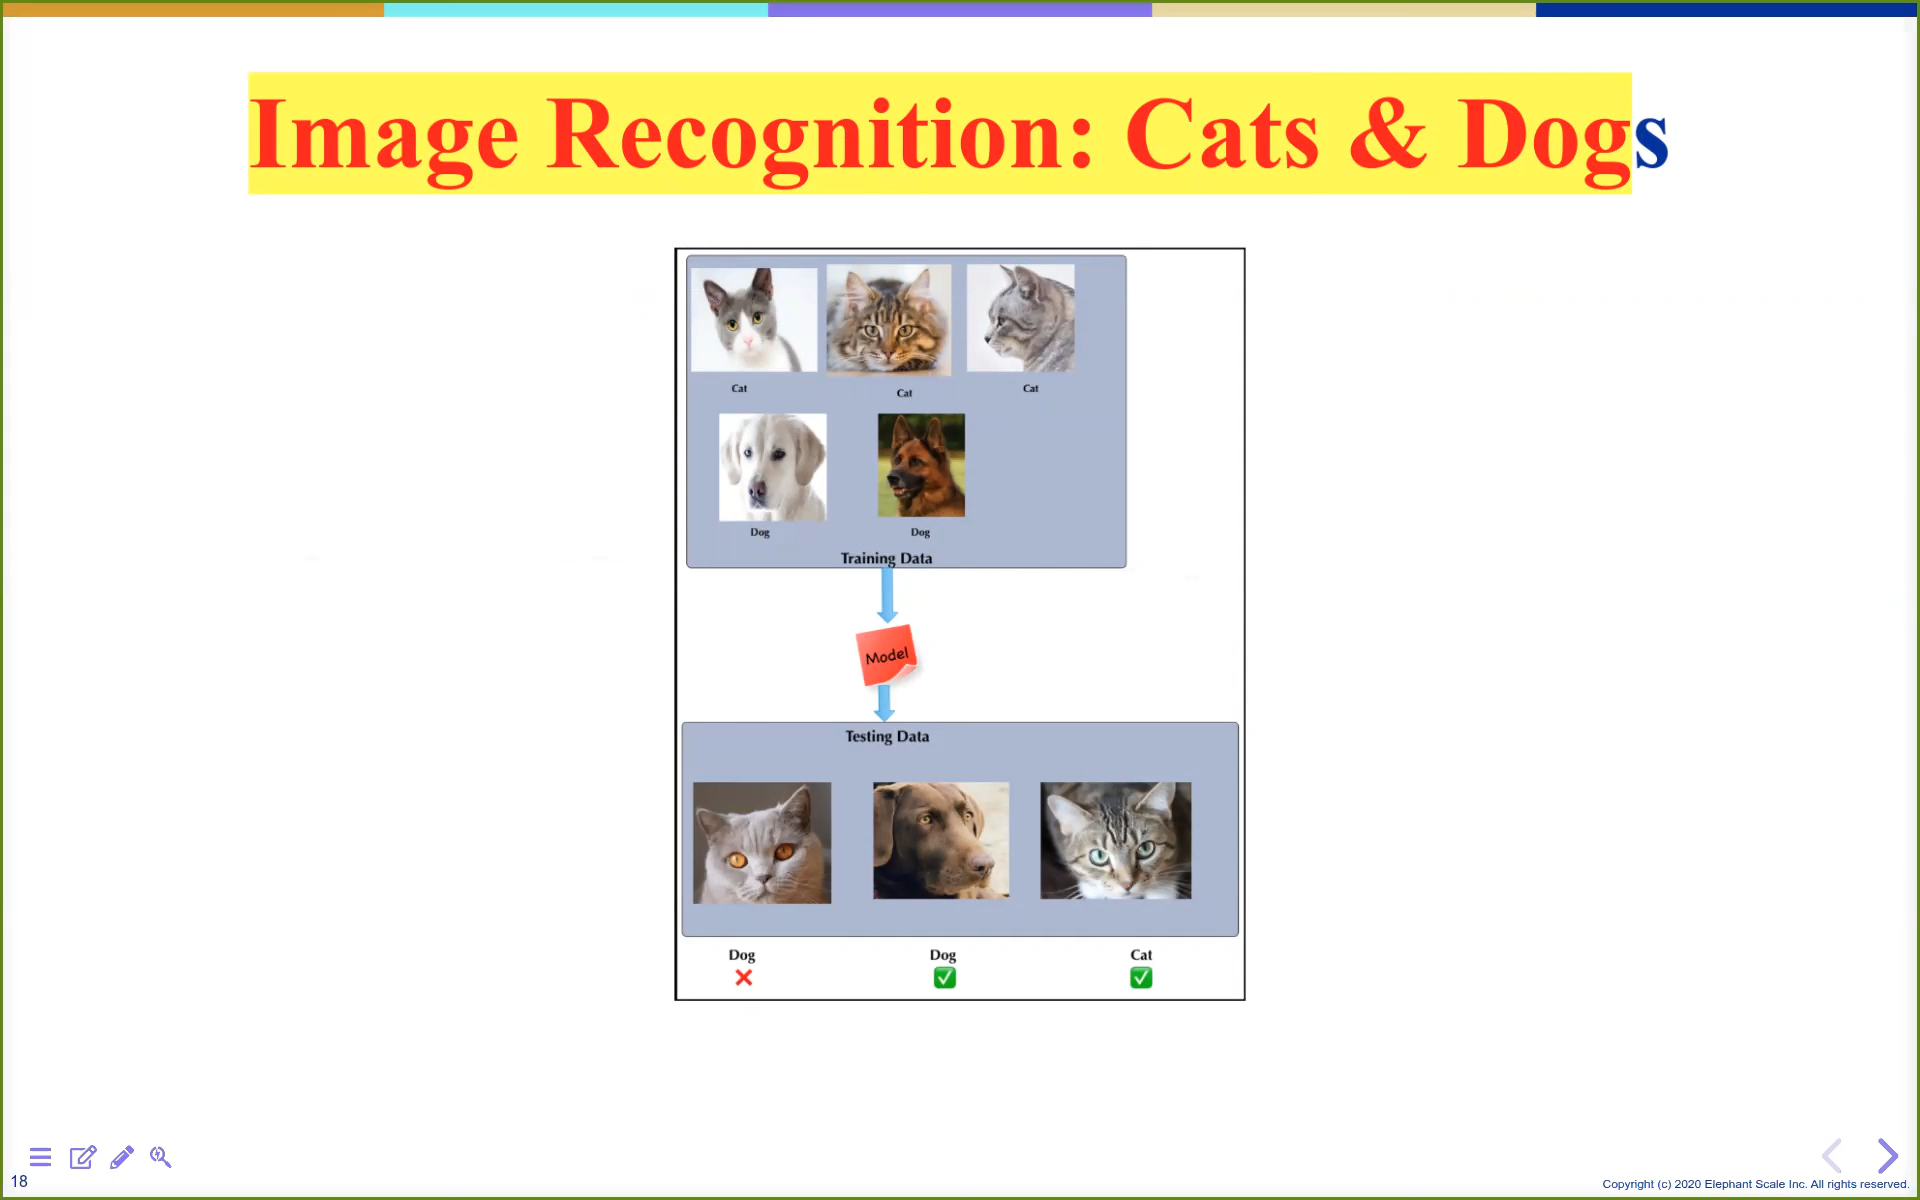 Image Recognition: Cats & Dogs
Cat Cat Cat
Dog Dog
Training Data
Model
Testing Data
Dog Dog Cat
18
Copyright (c) 2020 Elephant Scale Inc. All rights reserved.